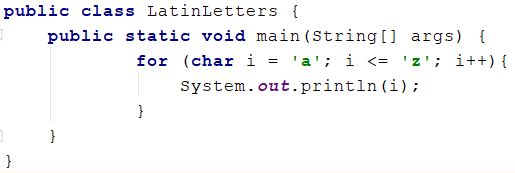 public class LatinLetters {
    public static void main(String[] args) {
            for (char i = 'a'; i <= 'z'; i++){
                System.out.println(i);
            }
    }
}